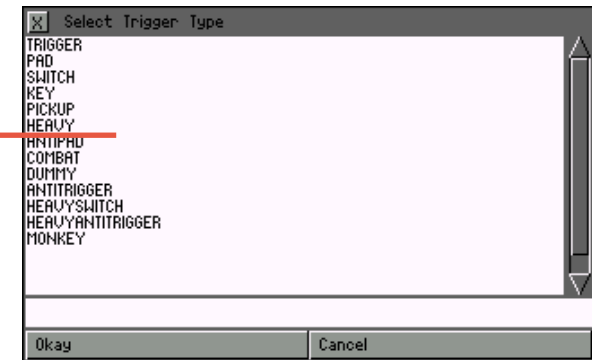 X Select Trigger Type
TRIGGER
PAD
SWITCH
KEY
PICKUP
HEAVY
ANTIPAD
COMBAT
DUMMY
ANTITRIGGER
HEAVYSWITCH
HEAVYANTITRIGGER
MONKEY
Okay Cancel